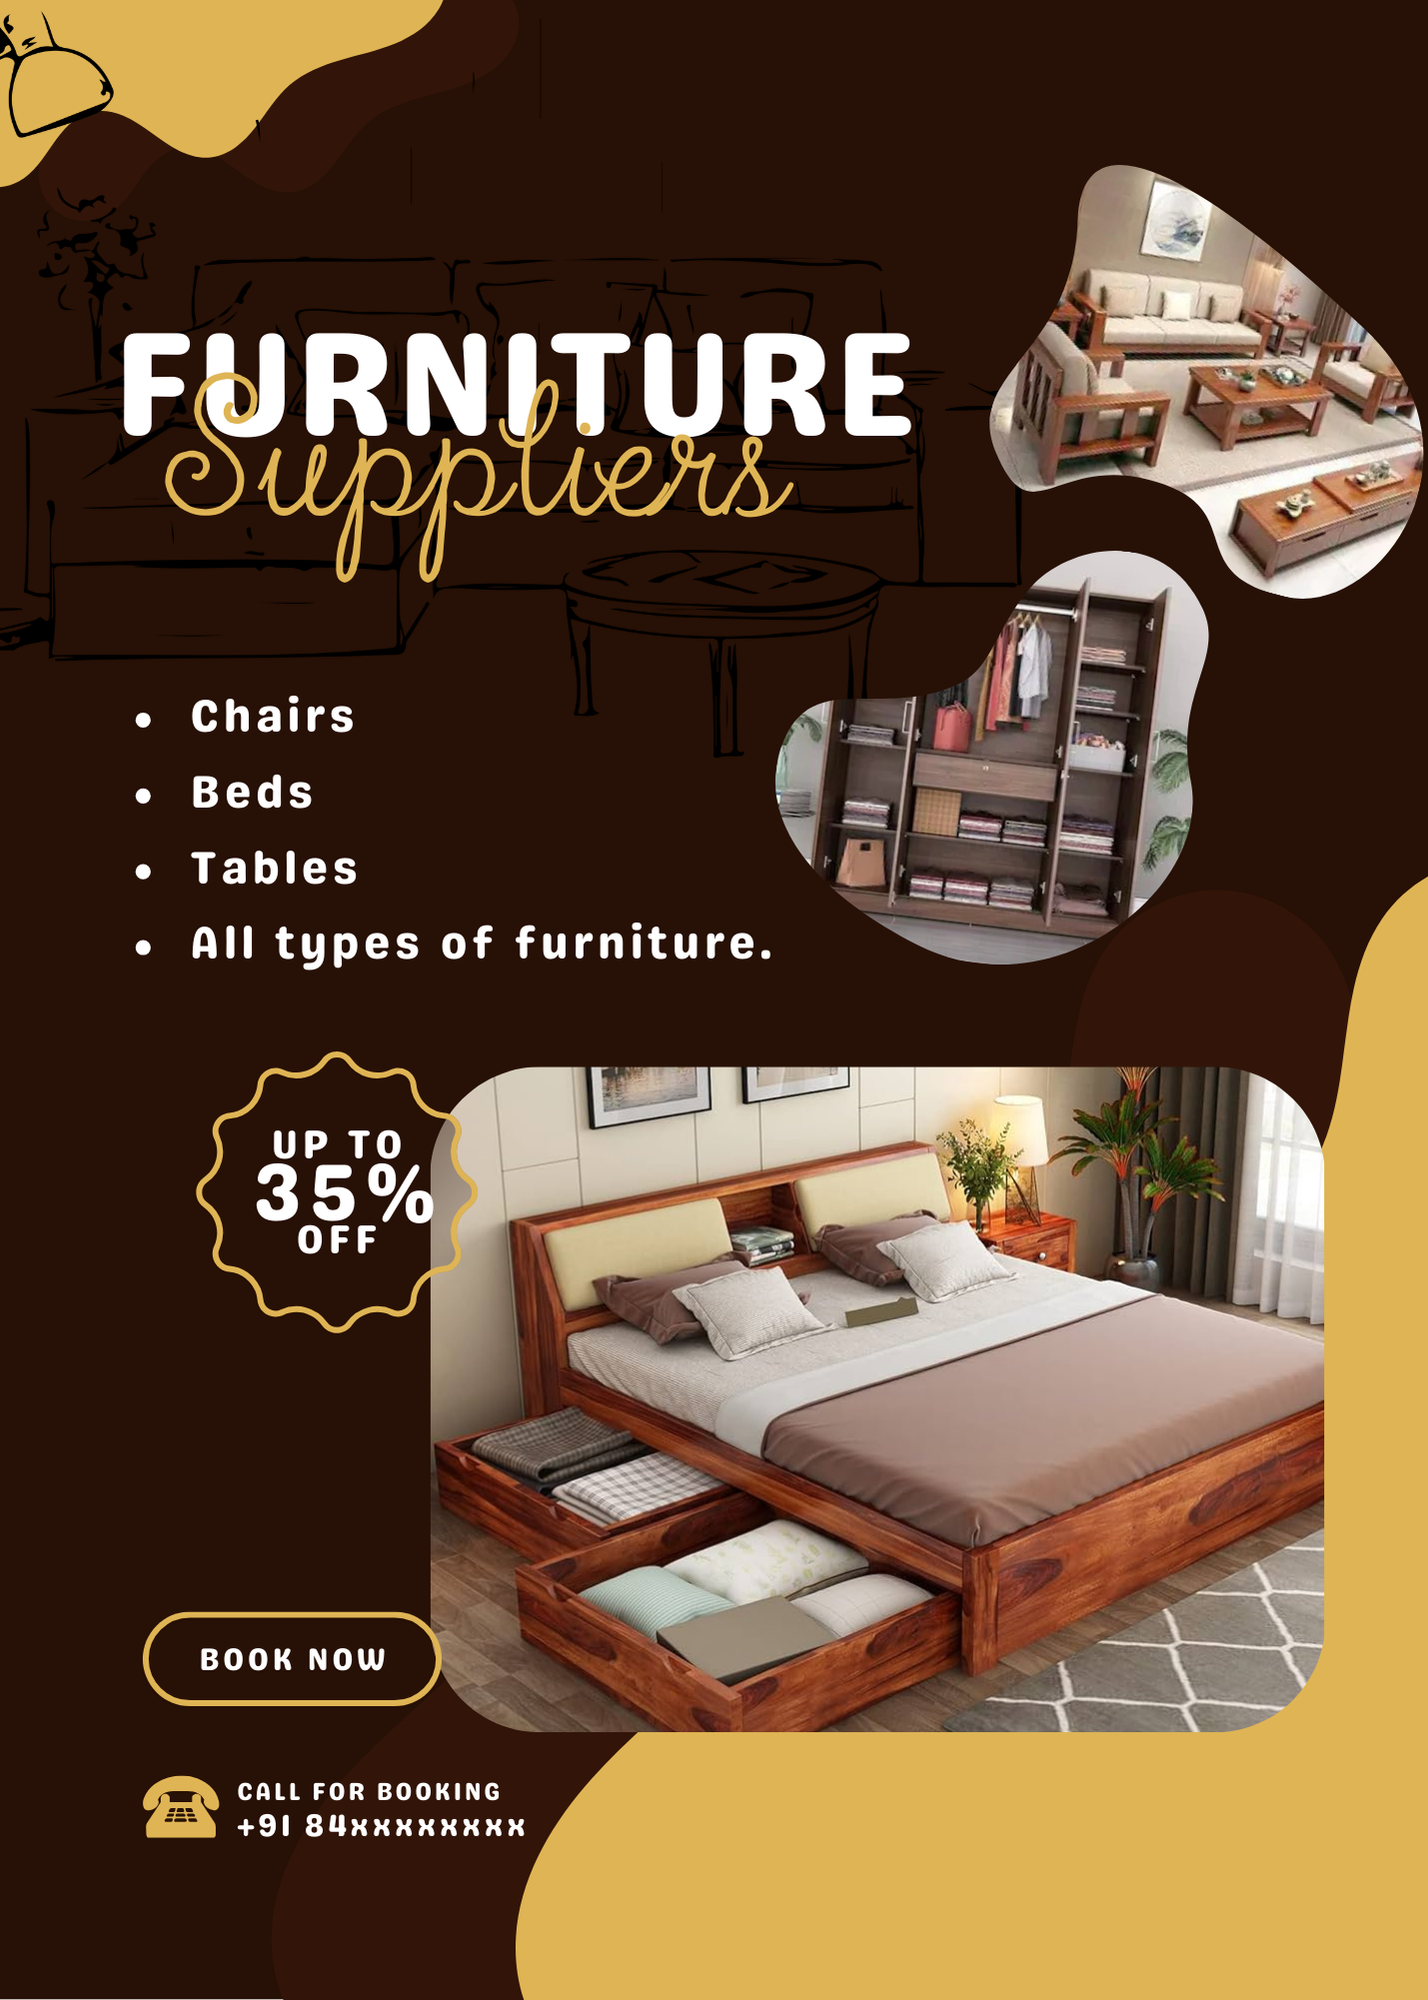 FURNITURE
Suppliers
• Chairs
• Beds
• Tables
• All types of furniture.
UP TO
35%
OFF
BOOK NOW
CALL FOR BOOKING
+91 84xxxxxxxx